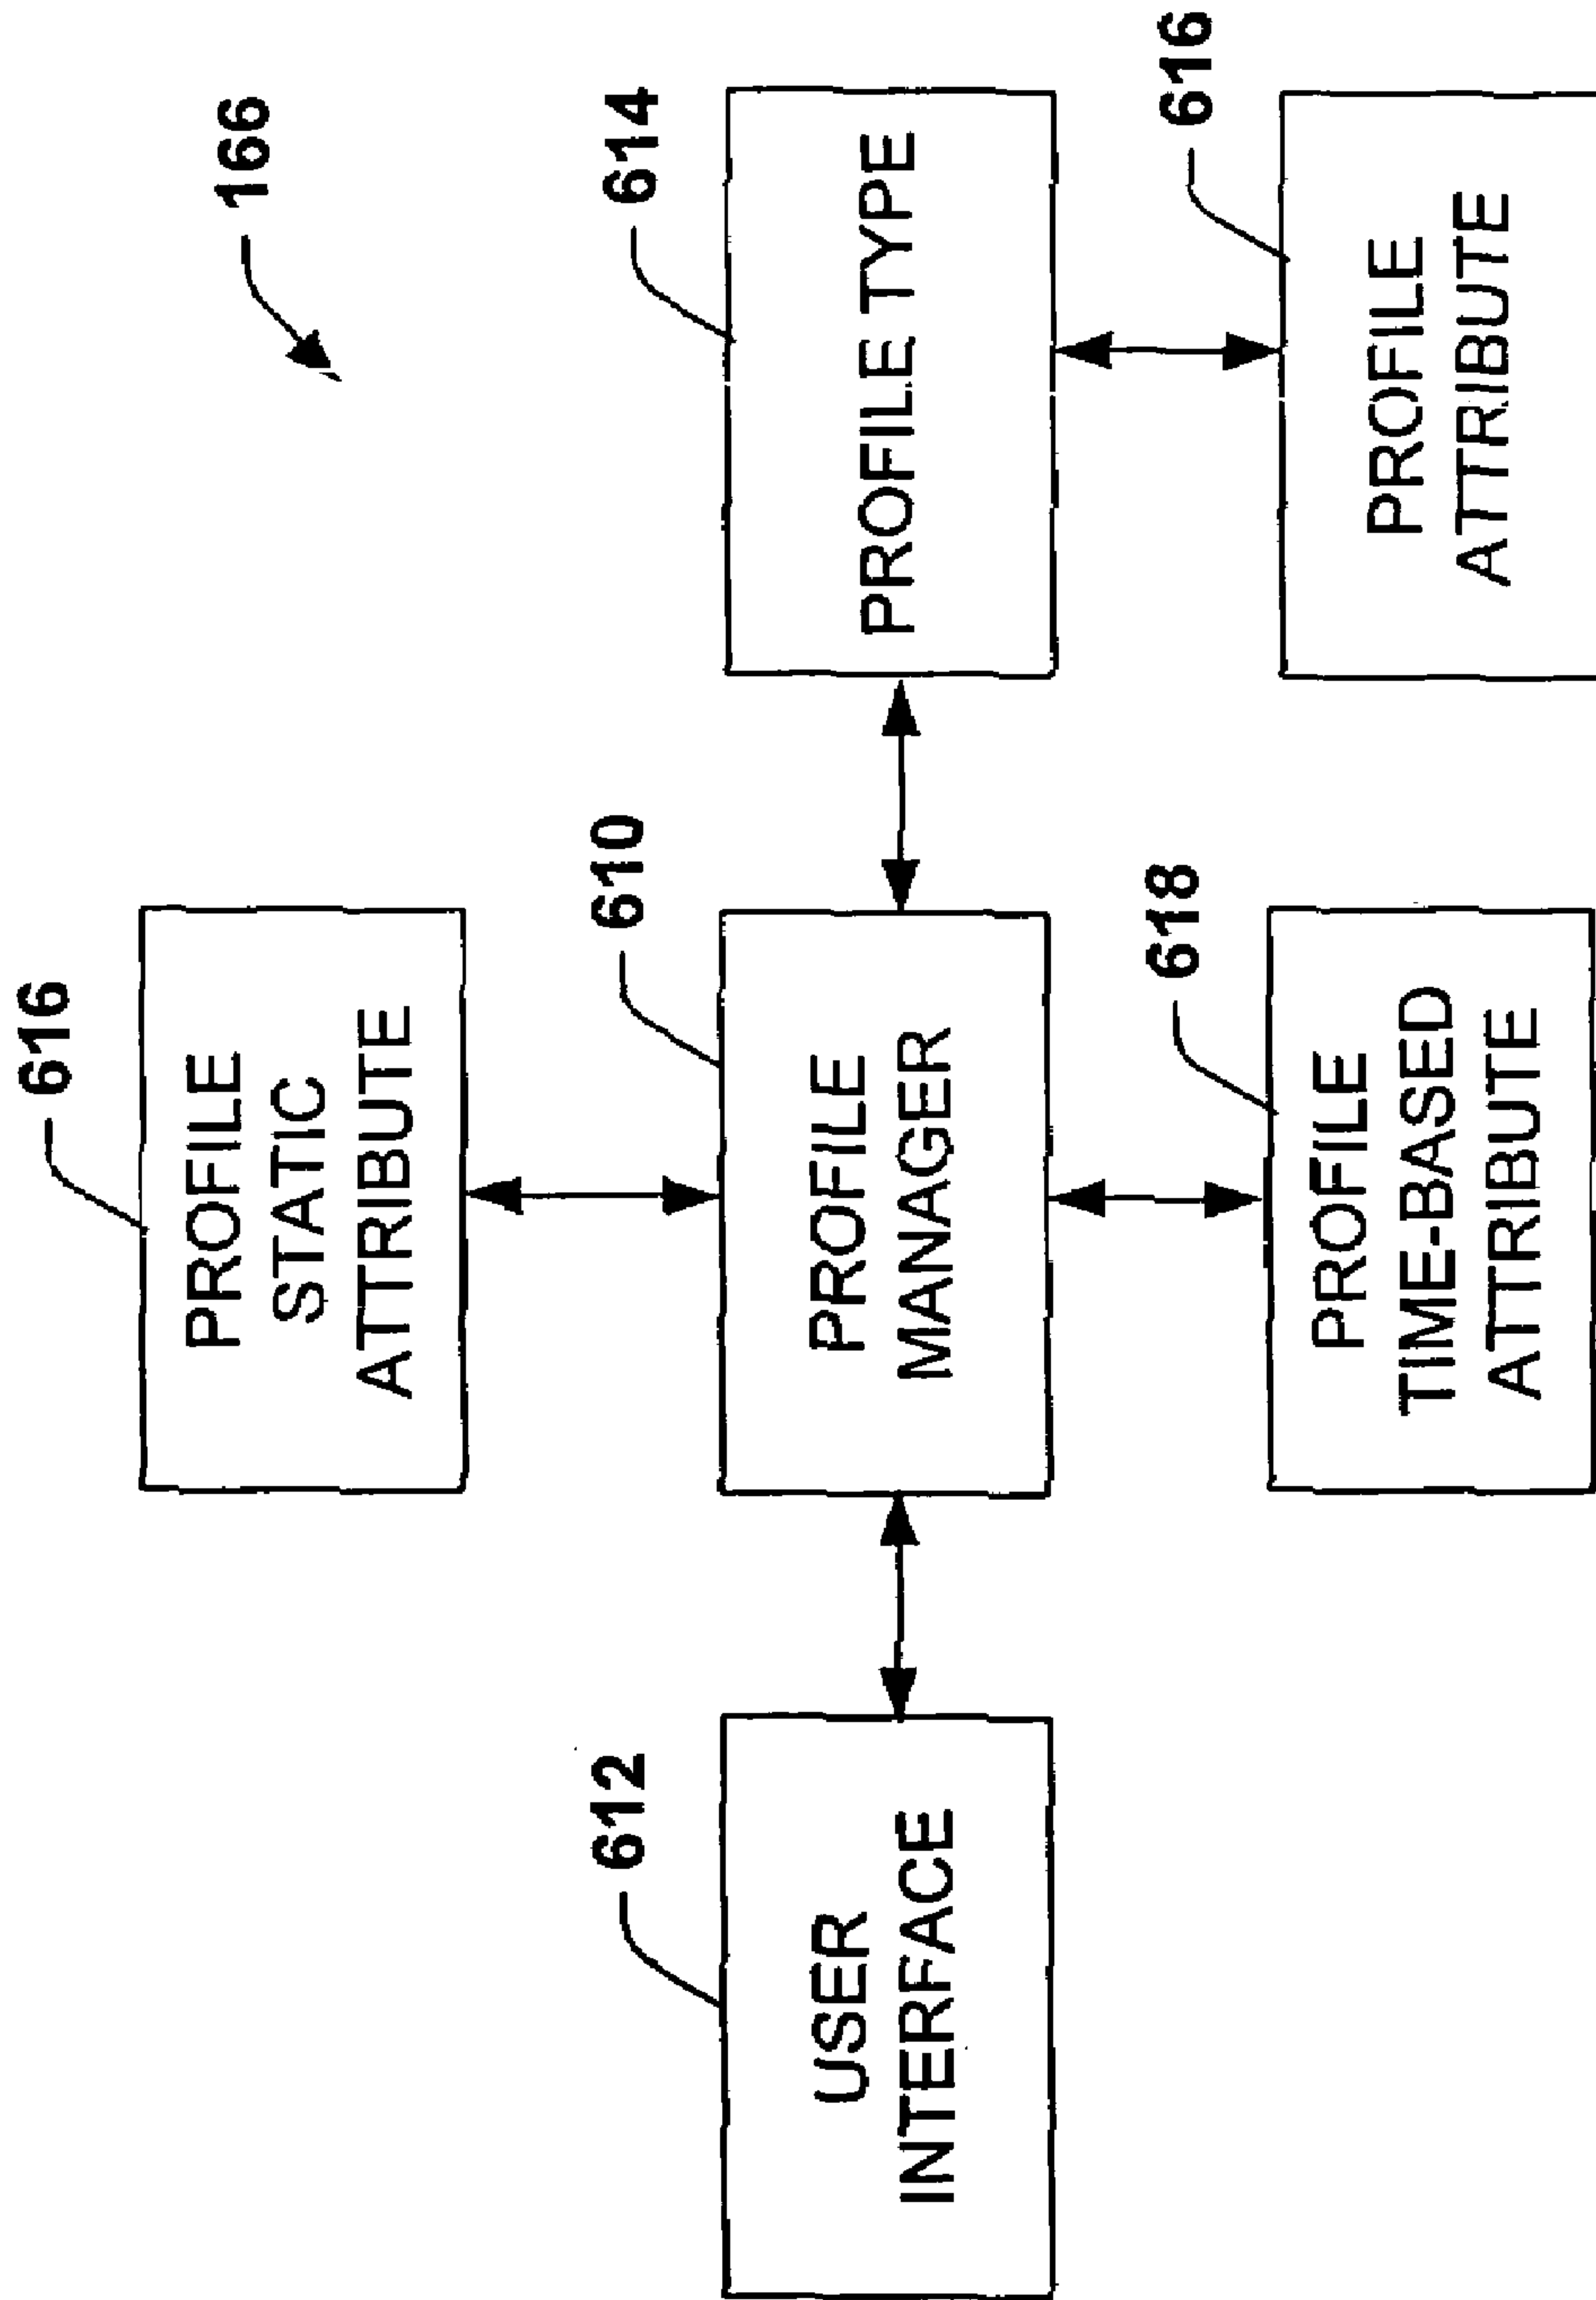 166
616
PROFILE
STATIC
ATTRIBUTE
612
USER
INTERFACE
610
PROFILE
MANAGER
614
PROFILE TYPE
618
PROFILE
TIME-BASED
ATTRIBUTE
616
PROFILE
ATTRIBUTE